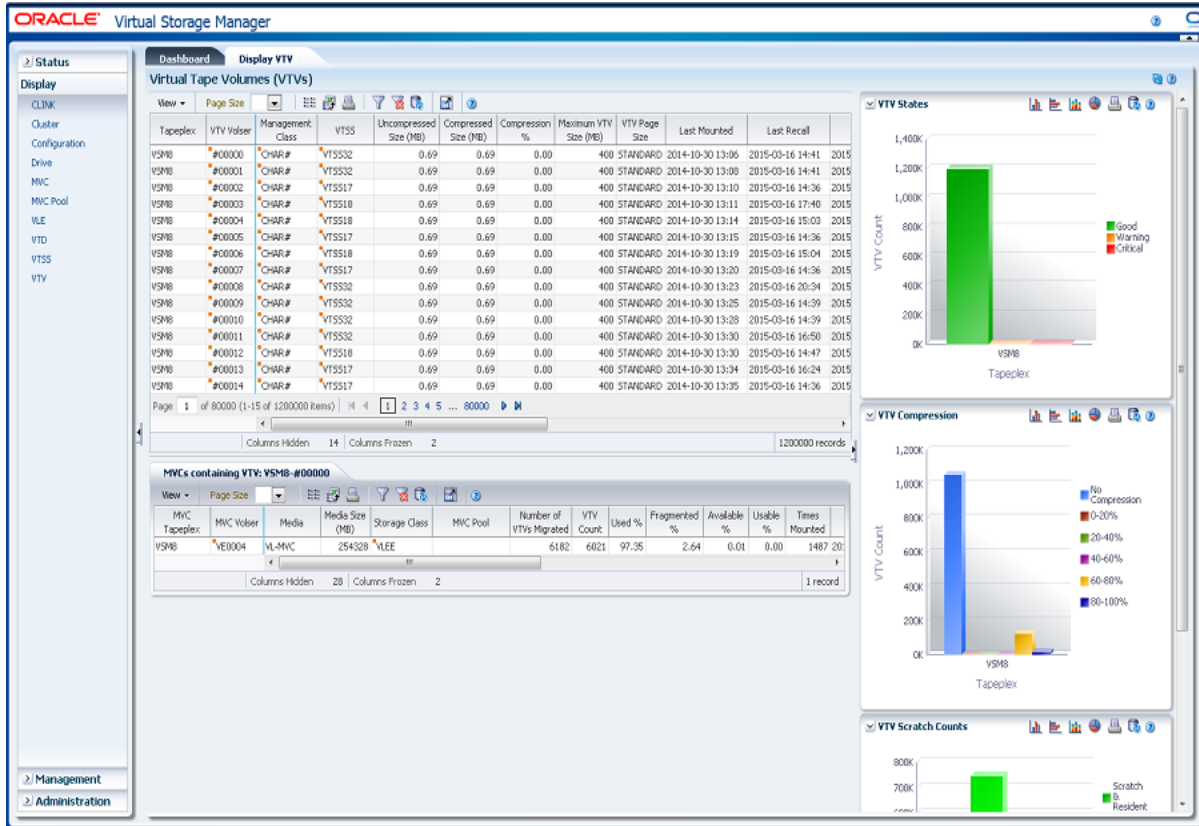 ORACLE Virtual Storage Manager
Status
Display
CLINK
Cluster
Configuration
Drive
MVC
MVC Pool
VLE
VTD
VTSS
VTV
Management
Administration
Dashboard Display VTV
Virtual Tape Volumes (VTVs)
View Page Size
Tapeplex VTV Volser Management Class VTSS Uncompressed Size (MB) Compressed Size (MB) Compression % Maximum VTV Size (MB) VTV Page Size Last Mounted Last Recall
VSM8 #00000 *CHAR# VTSS32 0.69 0.69 0.00 400 STANDARD 2014-10-30 13:06 2015-03-16 14:41 2015
VSM8 #00001 *CHAR# VTSS32 0.69 0.69 0.00 400 STANDARD 2014-10-30 13:08 2015-03-16 14:41 2015
VSM8 #00002 *CHAR# VTSS17 0.69 0.69 0.00 400 STANDARD 2014-10-30 13:10 2015-03-16 14:36 2015
VSM8 #00003 *CHAR# VTSS18 0.69 0.69 0.00 400 STANDARD 2014-10-30 13:11 2015-03-16 17:40 2015
VSM8 #00004 *CHAR# VTSS18 0.69 0.69 0.00 400 STANDARD 2014-10-30 13:14 2015-03-16 15:03 2015
VSM8 #00005 *CHAR# VTSS17 0.69 0.69 0.00 400 STANDARD 2014-10-30 13:15 2015-03-16 14:36 2015
VSM8 #00006 *CHAR# VTSS18 0.69 0.69 0.00 400 STANDARD 2014-10-30 13:19 2015-03-16 15:04 2015
VSM8 #00007 *CHAR# VTSS17 0.69 0.69 0.00 400 STANDARD 2014-10-30 13:20 2015-03-16 14:36 2015
VSM8 #00008 *CHAR# VTSS32 0.69 0.69 0.00 400 STANDARD 2014-10-30 13:23 2015-03-16 20:34 2015
VSM8 #00009 *CHAR# VTSS32 0.69 0.69 0.00 400 STANDARD 2014-10-30 13:25 2015-03-16 14:39 2015
VSM8 #00010 *CHAR# VTSS32 0.69 0.69 0.00 400 STANDARD 2014-10-30 13:28 2015-03-16 14:39 2015
VSM8 #00011 *CHAR# VTSS32 0.69 0.69 0.00 400 STANDARD 2014-10-30 13:30 2015-03-16 16:50 2015
VSM8 #00012 *CHAR# VTSS18 0.69 0.69 0.00 400 STANDARD 2014-10-30 13:30 2015-03-16 14:47 2015
VSM8 #00013 *CHAR# VTSS17 0.69 0.69 0.00 400 STANDARD 2014-10-30 13:34 2015-03-16 16:24 2015
VSM8 #00014 *CHAR# VTSS17 0.69 0.69 0.00 400 STANDARD 2014-10-30 13:35 2015-03-16 14:36 2015
Page 1 of 80000 (1-15 of 1200000 items) 1 2 3 4 5 ... 80000
Columns Hidden 14 Columns Frozen 2 1200000 records
MVCs containing VTV: VSM8-#00000
View Page Size
MVC Tapeplex MVC Volser Media Media Size (MB) Storage Class MVC Pool Number of VTVs Migrated VTV Count Used % Fragmented % Available % Usable % Times Mounted
VSM8 VE0004 VL-MVC 254328 VLEE 6182 6021 97.35 2.64 0.01 0.00 1487 20
Columns Hidden 28 Columns Frozen 2 1 record
VTV States
1,400K
1,200K
1,000K
800K
600K
400K
200K
0K
VTV Count
VSM8
Tapeplex
Good
Warning
Critical
VTV Compression
1,200K
1,000K
800K
600K
400K
200K
0K
VTV Count
VSM8
Tapeplex
No Compression
0-20%
20-40%
40-60%
60-80%
80-100%
VTV Scratch Counts
800K
700K
Scratch
&
Resident